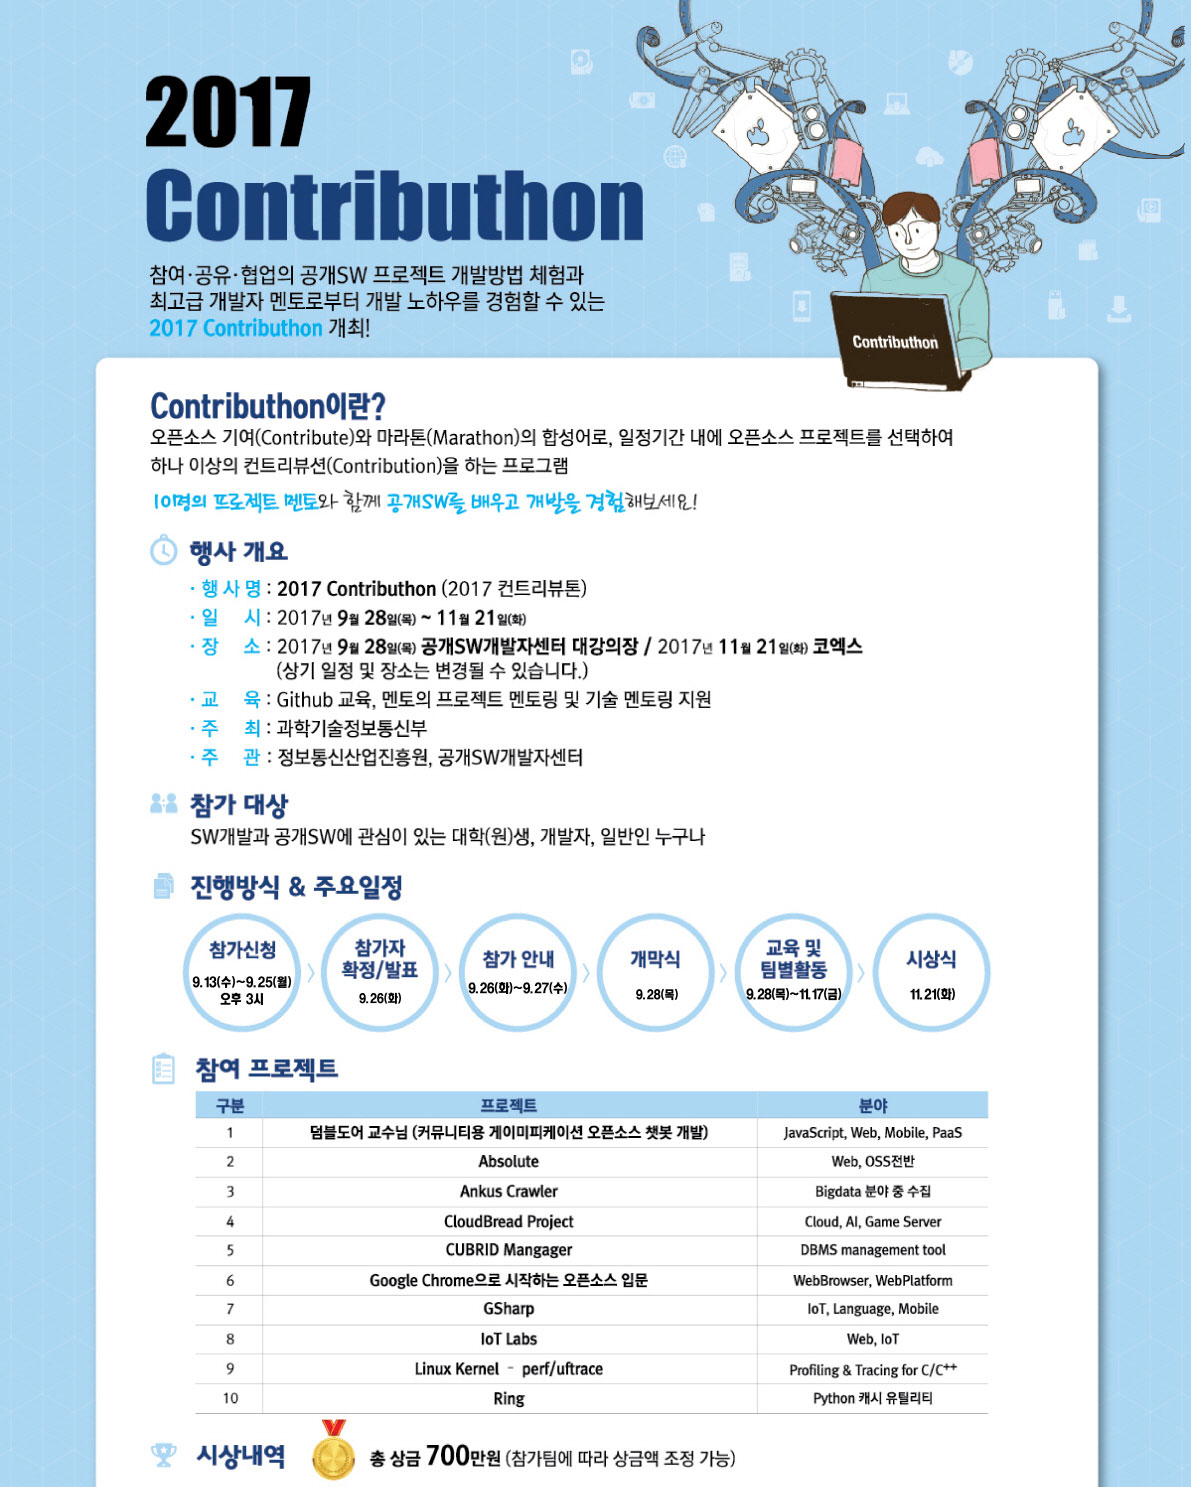 2017
Contributhon
참여·공유·협업의 공개SW 프로젝트 개발방법 체험과
최고급 개발자 멘토로부터 개발 노하우를 경험할 수 있는
2017 Contributhon 개최!
Contributhon
Contributhon이란?
오픈소스 기여(Contribute)와 마라톤(Marathon)의 합성어로, 일정기간 내에 오픈소스 프로젝트를 선택하여
하나 이상의 컨트리뷰션(Contribution)을 하는 프로그램
10명의 프로젝트 멘토와 함께 공개SW를 배우고 개발을 경험해보세요!
행사 개요
· 행 사 명 : 2017 Contributhon (2017 컨트리뷰톤)
· 일 시 : 2017년 9월 28일(목) ~ 11월 21일(화)
· 장 소 : 2017년 9월 28일(목) 공개SW개발자센터 대강의장 / 2017년 11월 21일(화) 코엑스
(상기 일정 및 장소는 변경될 수 있습니다.)
· 교 육 : Github 교육, 멘토의 프로젝트 멘토링 및 기술 멘토링 지원
· 주 최 : 과학기술정보통신부
· 주 관 : 정보통신산업진흥원, 공개SW개발자센터
참가 대상
SW개발과 공개SW에 관심이 있는 대학(원)생, 개발자, 일반인 누구나
진행방식 & 주요일정
참가신청
9.13(수)~9.25(월)
오후 3시
참가자
확정/발표
9.26(화)
참가 안내
9.26(화)~9.27(수)
개막식
9.28(목)
교육 및
팀별활동
9.28(목)~11.17(금)
시상식
11.21(화)
참여 프로젝트
구분 프로젝트 분야
1 덤블도어 교수님 (커뮤니티용 게이미피케이션 오픈소스 챗봇 개발) JavaScript, Web, Mobile, PaaS
2 Absolute Web, OSS전반
3 Ankus Crawler Bigdata 분야 중 수집
4 CloudBread Project Cloud, AI, Game Server
5 CUBRID Mangager DBMS management tool
6 Google Chrome으로 시작하는 오픈소스 입문 WebBrowser, WebPlatform
7 GSharp IoT, Language, Mobile
8 IoT Labs Web, IoT
9 Linux Kernel - perf/uftrace Profiling & Tracing for C/C++
10 Ring Python 캐시 유틸리티
시상내역 총 상금 700만원 (참가팀에 따라 상금액 조정 가능)